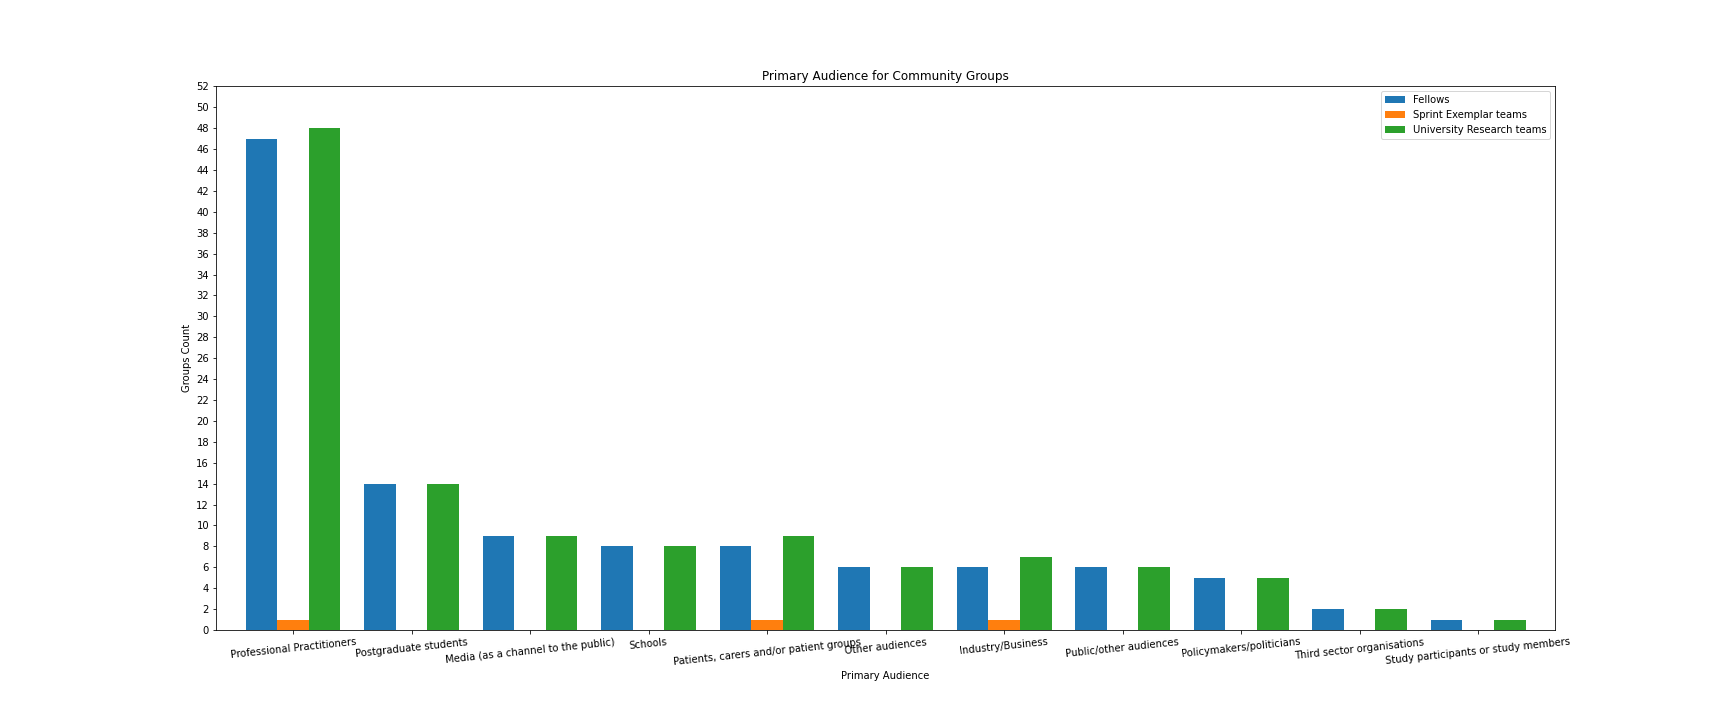 Primary Audience for Community Groups
Fellows
Sprint Exemplar teams
University Research teams
52
50
48
46
44
42
40
38
36
34
32
30
28
26
24
22
20
18
16
14
12
10
8
6
4
2
0
Groups Count
Professional Practitioners
Postgraduate students
Media (as a channel to the public)
Schools
Patients, carers and/or patient groups
Other audiences
Industry/Business
Public/other audiences
Policymakers/politicians
Third sector organisations
Study participants or study members
Primary Audience